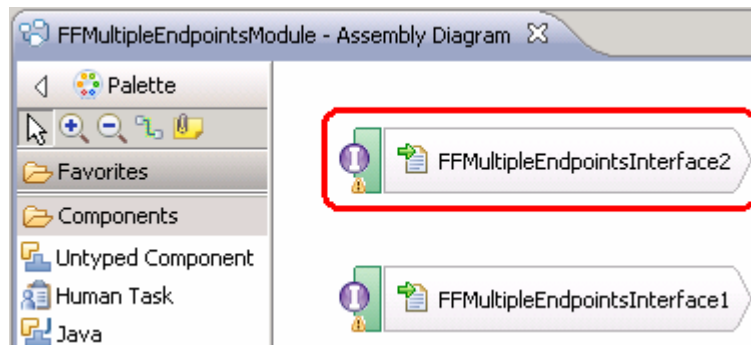 FFMultipleEndpointsModule - Assembly Diagram
Palette
Favorites
Components
Untyped Component
Human Task
Java
FFMultipleEndpointsInterface2
FFMultipleEndpointsInterface1